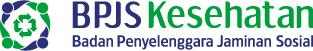 BPJS Kesehatan
Badan Penyelenggara Jaminan Sosial